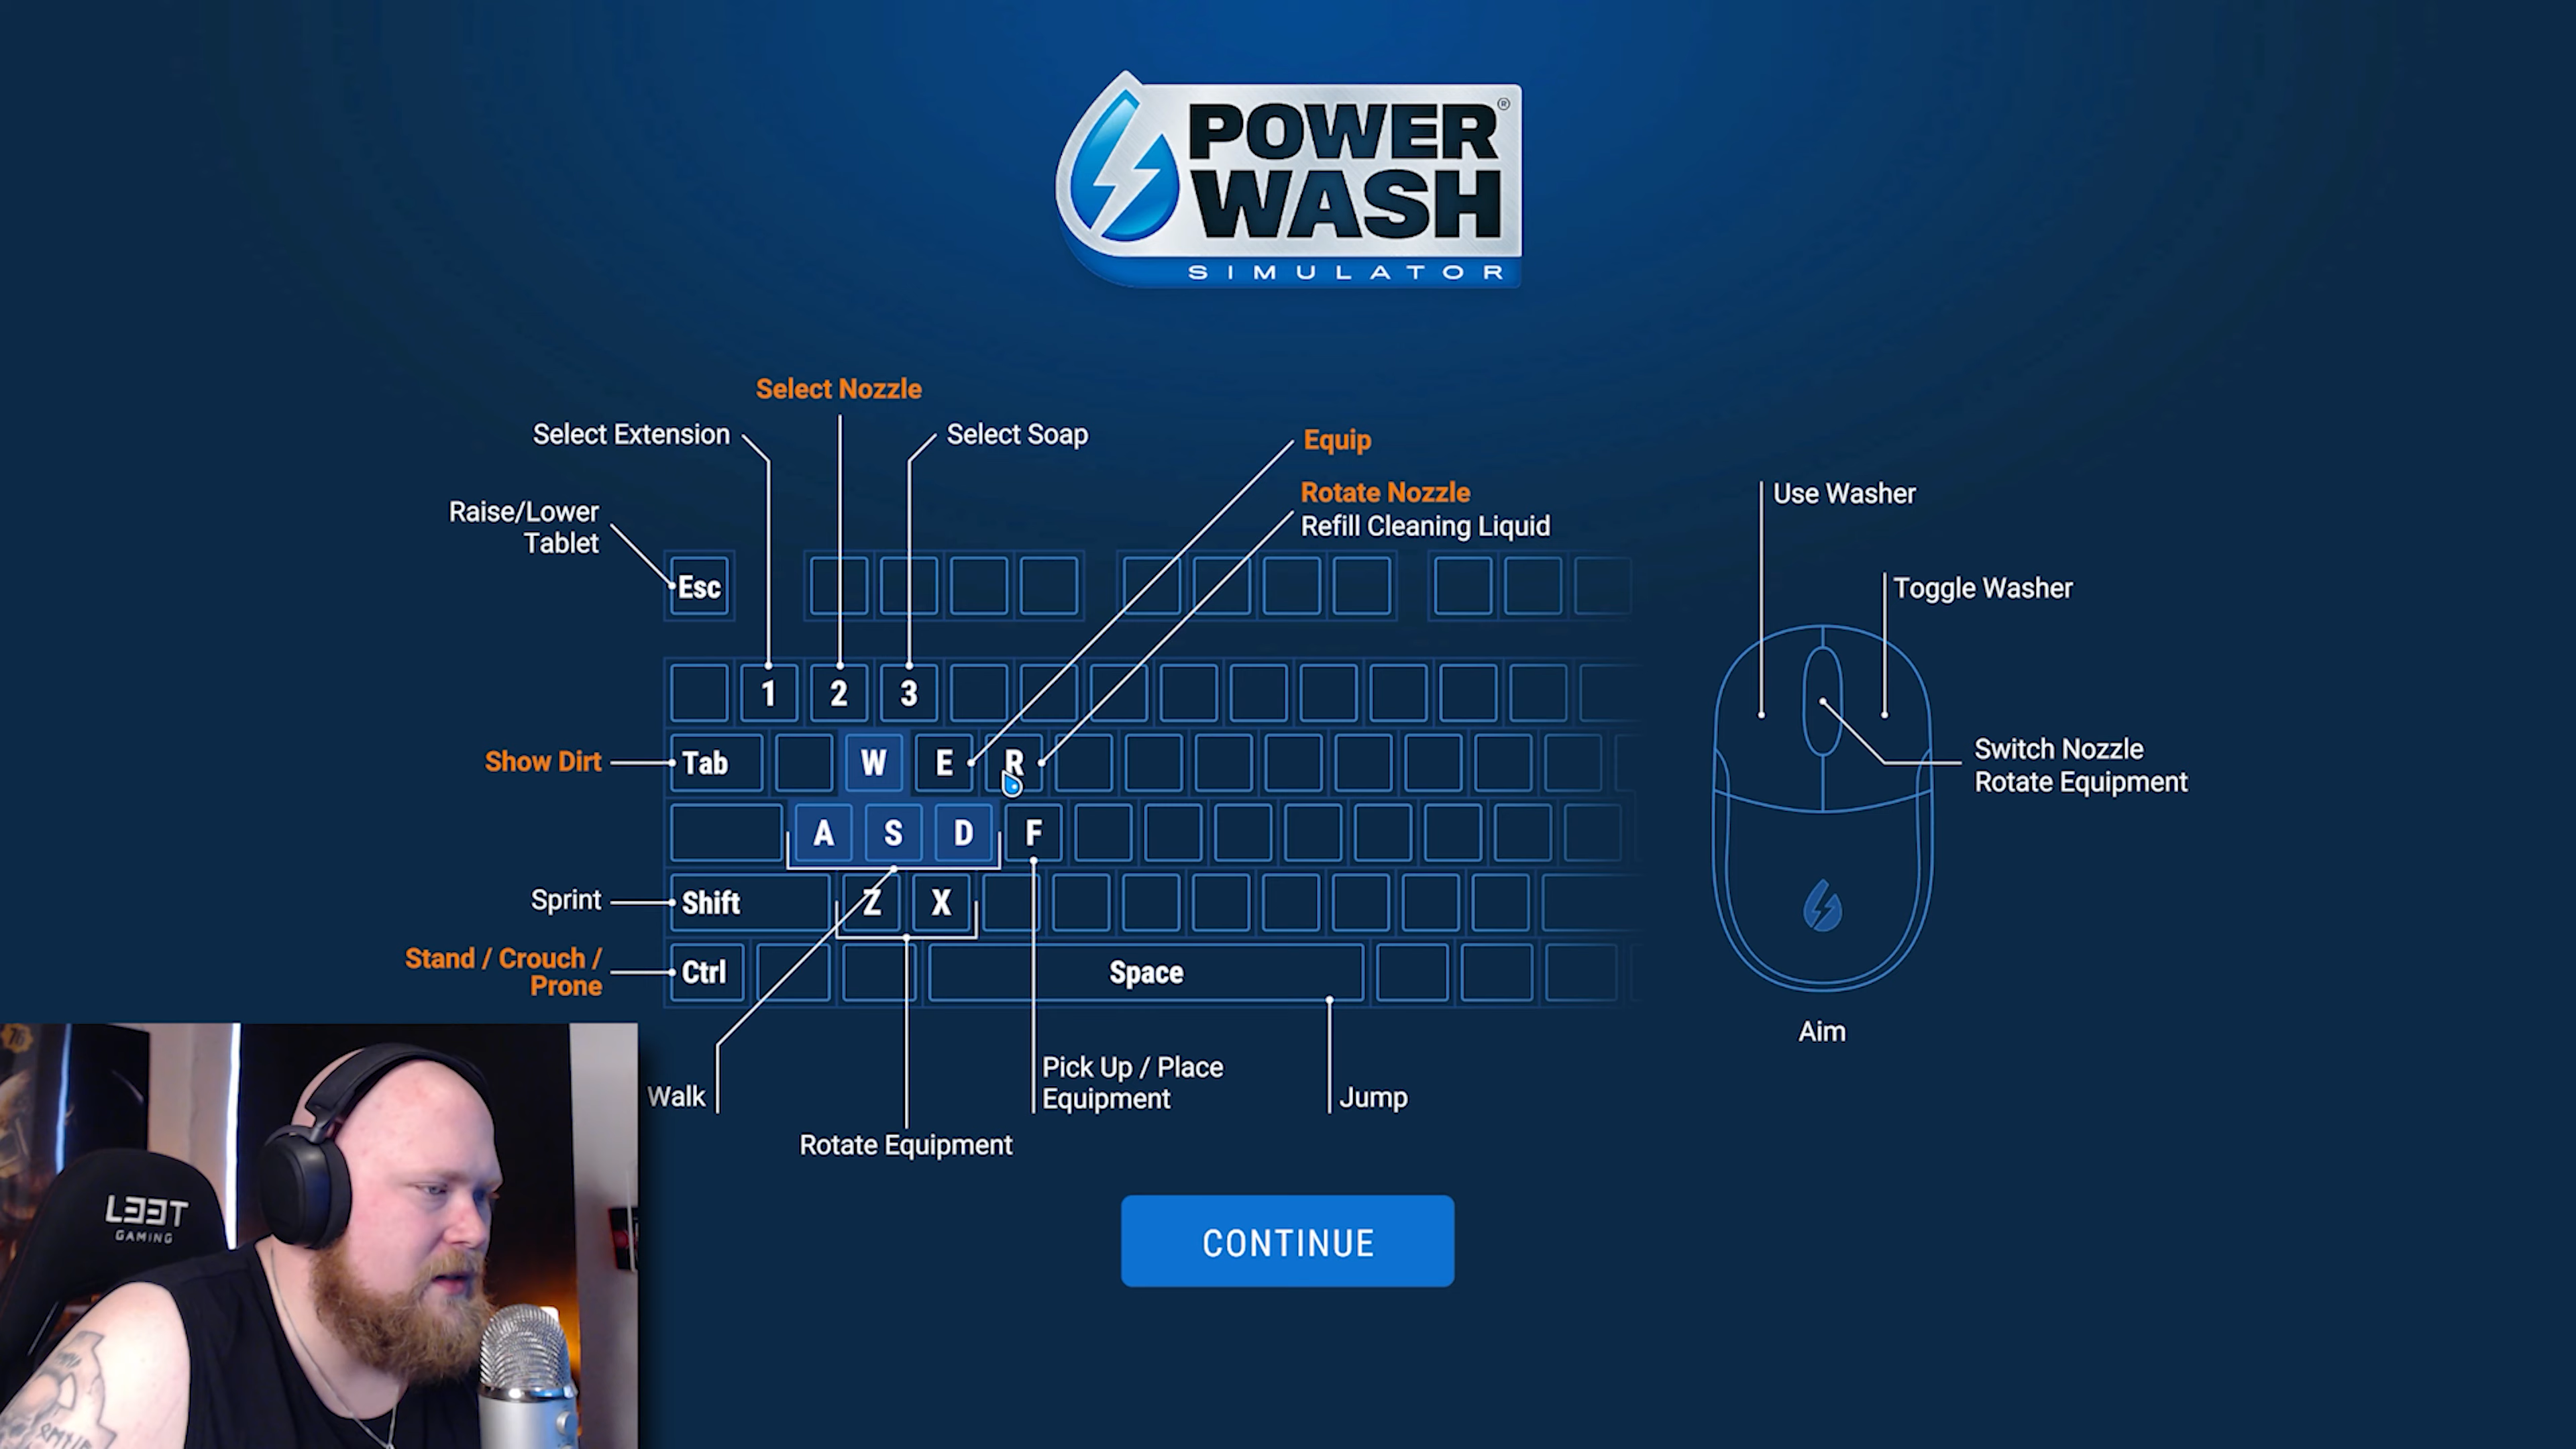 POWER®
WASH
SIMULATOR
Select Nozzle
Select Extension
Select Soap
Equip
Rotate Nozzle
Refill Cleaning Liquid
Use Washer
Raise/Lower
Tablet
Toggle Washer
Esc
1 2 3
Show Dirt
Tab W E R
Switch Nozzle
Rotate Equipment
A S D F
Sprint
Shift Z X
Stand / Crouch /
Prone
Ctrl Space
Aim
Walk
Pick Up / Place
Equipment
Jump
Rotate Equipment
CONTINUE
L33T
GAMING
76